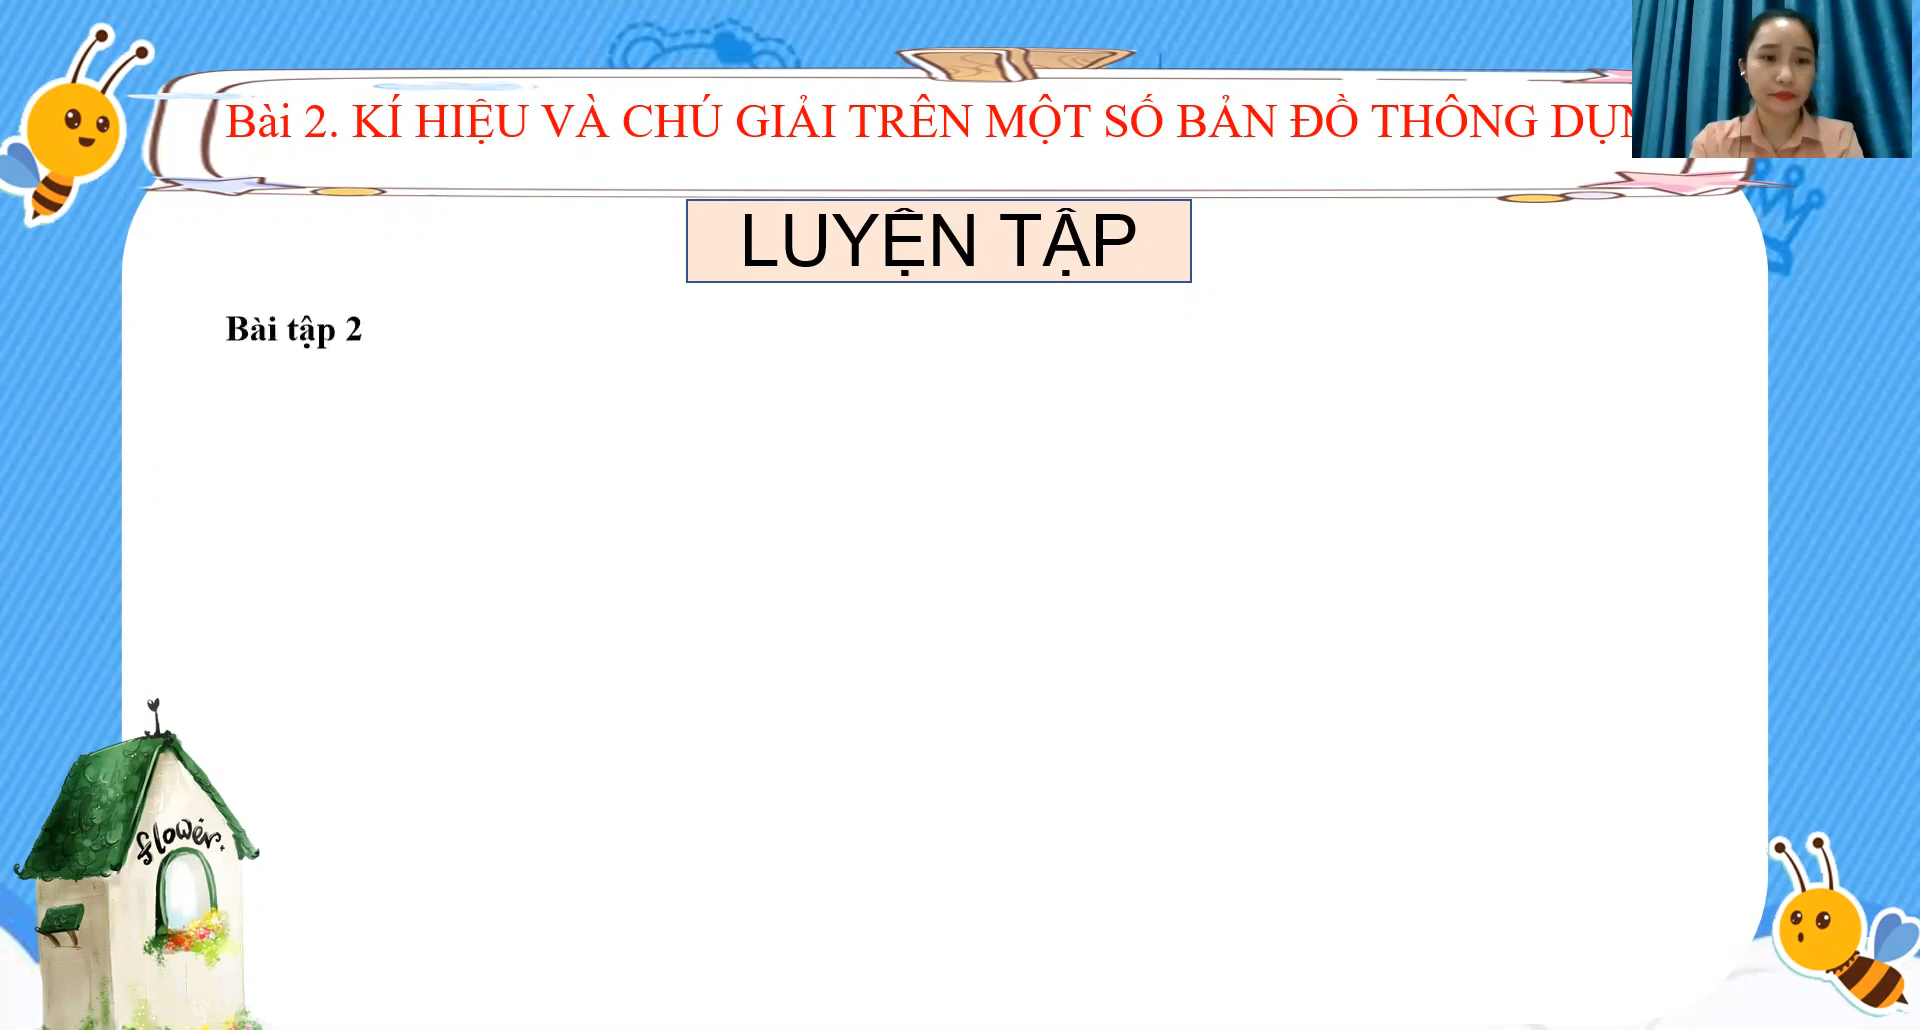 Bài 2. KÍ HIỆU VÀ CHÚ GIẢI TRÊN MỘT SỐ BẢN ĐỒ THÔNG
LUYỆN TẬP
Bài tập 2
flower.